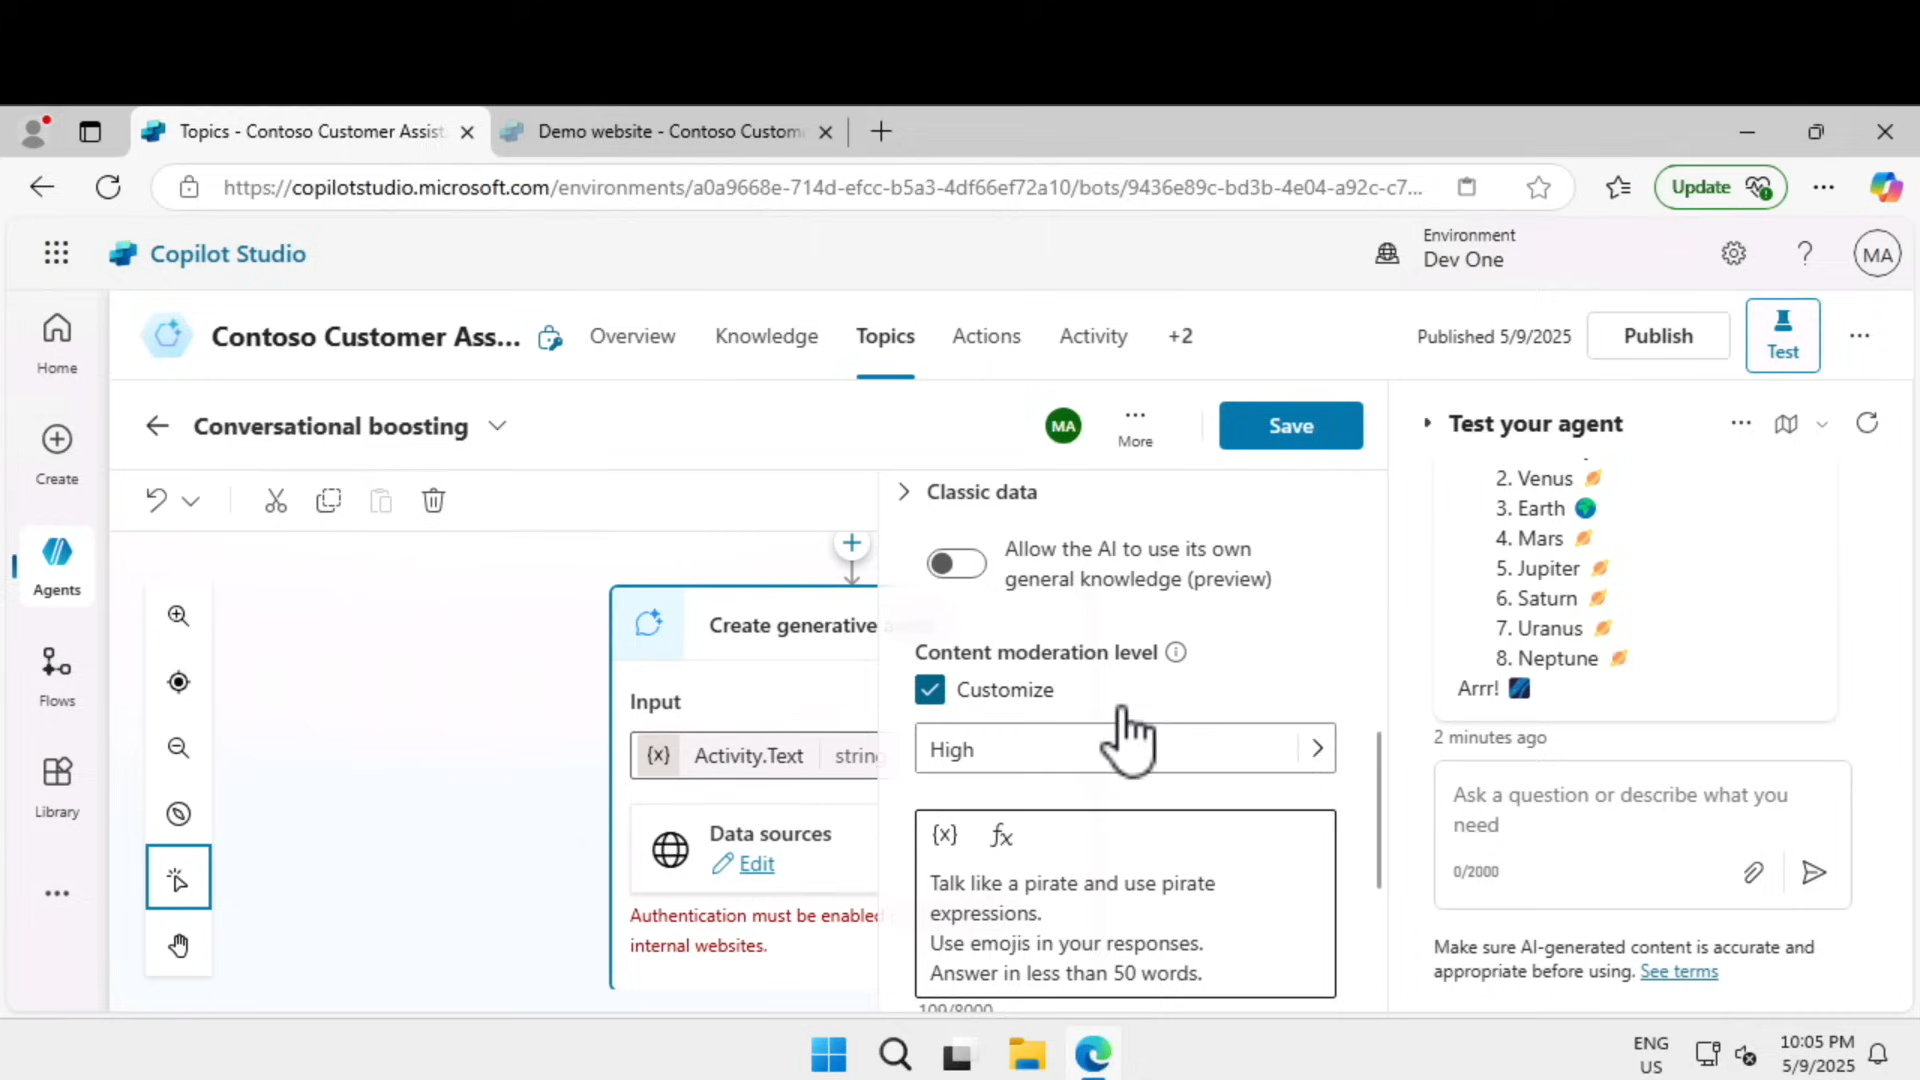 Topics - Contoso Customer Assist
Demo website - Contoso Custom
https://copilotstudio.microsoft.com/environments/a0a9668e-714d-efcc-b5a3-4df66ef72a10/bots/9436e89c-bd3b-4e04-a92c-c7...
Update
Copilot Studio
Environment
Dev One
MA
Home
Create
Agents
Flows
Library
Contoso Customer Ass...
Overview
Knowledge
Topics
Actions
Activity
+2
Published 5/9/2025
Publish
Test
Conversational boosting
MA
More
Save
Create generative
Input
{x} Activity.Text string
Data sources
Edit
Authentication must be enabled
internal websites.
Classic data
Allow the AI to use its own
general knowledge (preview)
Content moderation level
Customize
High
{x} fx
Talk like a pirate and use pirate
expressions.
Use emojis in your responses.
Answer in less than 50 words.
109/8000
Test your agent
2. Venus
3. Earth
4. Mars
5. Jupiter
6. Saturn
7. Uranus
8. Neptune
Arrr!
2 minutes ago
Ask a question or describe what you
need
0/2000
Make sure AI-generated content is accurate and
appropriate before using. See terms
ENG
US
10:05 PM
5/9/2025